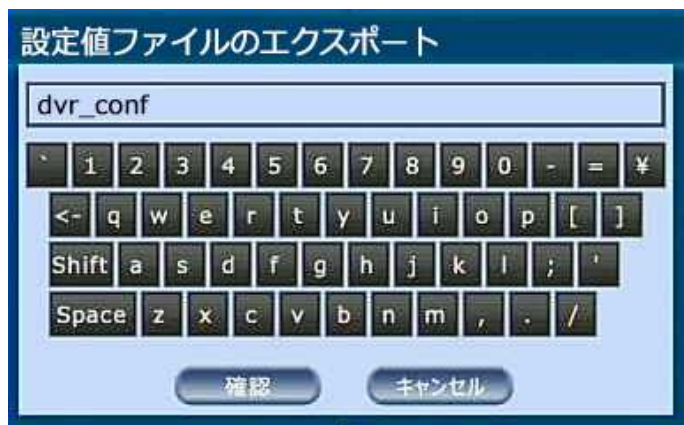 設定値ファイルのエクスポート
dvr_conf
` 1 2 3 4 5 6 7 8 9 0 - = ¥
<- q w e r t y u i o p [ ]
Shift a s d f g h j k l ; '
Space z x c v b n m , . /
確認 キャンセル